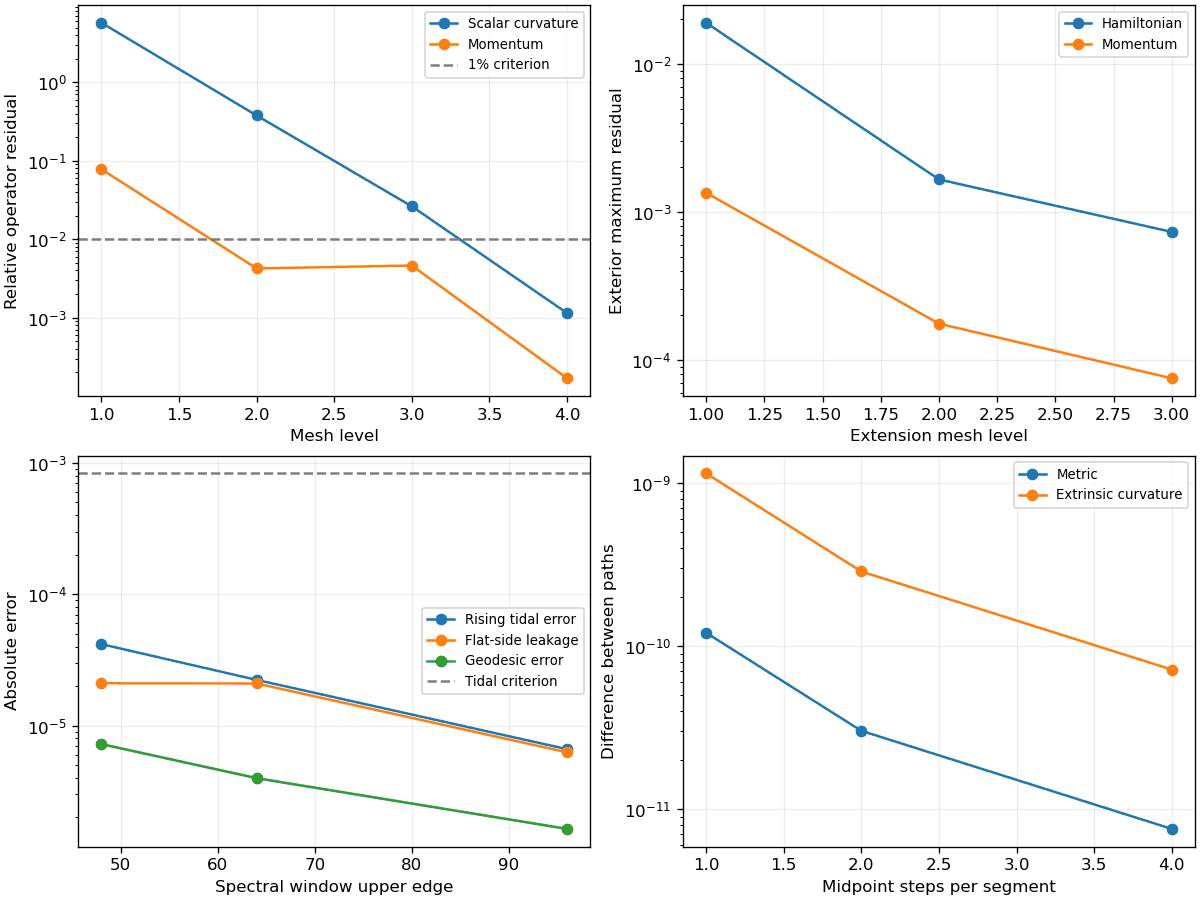 Relative operator residual
10⁰
10⁻¹
10⁻²
10⁻³
Scalar curvature
Momentum
1% criterion
1.0 1.5 2.0 2.5 3.0 3.5 4.0
Mesh level
Exterior maximum residual
10⁻²
10⁻³
10⁻⁴
Hamiltonian
Momentum
1.00 1.25 1.50 1.75 2.00 2.25 2.50 2.75 3.00
Extension mesh level
Absolute error
10⁻³
10⁻⁴
10⁻⁵
Rising tidal error
Flat-side leakage
Geodesic error
Tidal criterion
50 60 70 80 90
Spectral window upper edge
Difference between paths
10⁻⁹
10⁻¹⁰
10⁻¹¹
Metric
Extrinsic curvature
1.0 1.5 2.0 2.5 3.0 3.5 4.0
Midpoint steps per segment